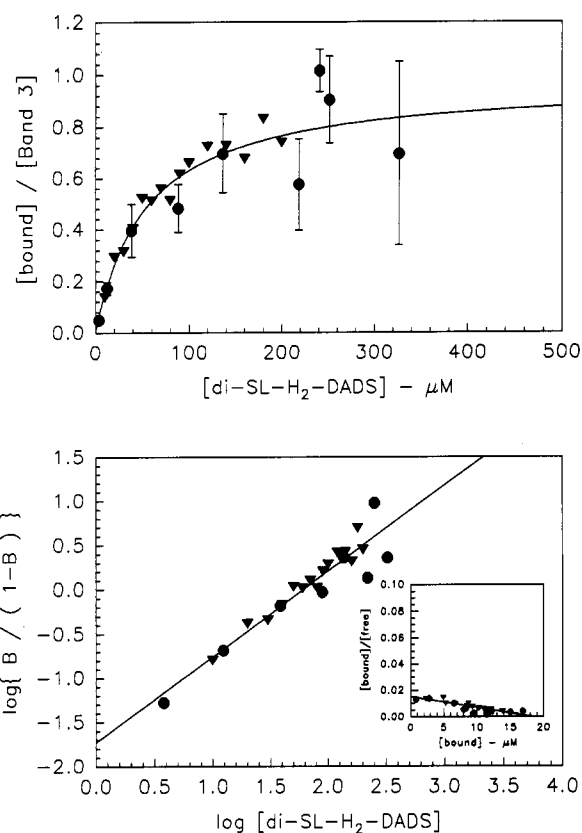 1.2
1.0
0.8
0.6
0.4
0.2
0.0
[bound] / [Band 3]
0 100 200 300 400 500
[di-SL-H₂-DADS] - μM
1.5
1.0
0.5
0.0
-0.5
-1.0
-1.5
-2.0
log{ B / ( 1-B ) }
0.10
0.08
0.06
0.04
0.02
0.00
[bound]/[free]
0 5 10 15 20
[bound] - μM
0.0 0.5 1.0 1.5 2.0 2.5 3.0 3.5 4.0
log [di-SL-H₂-DADS]